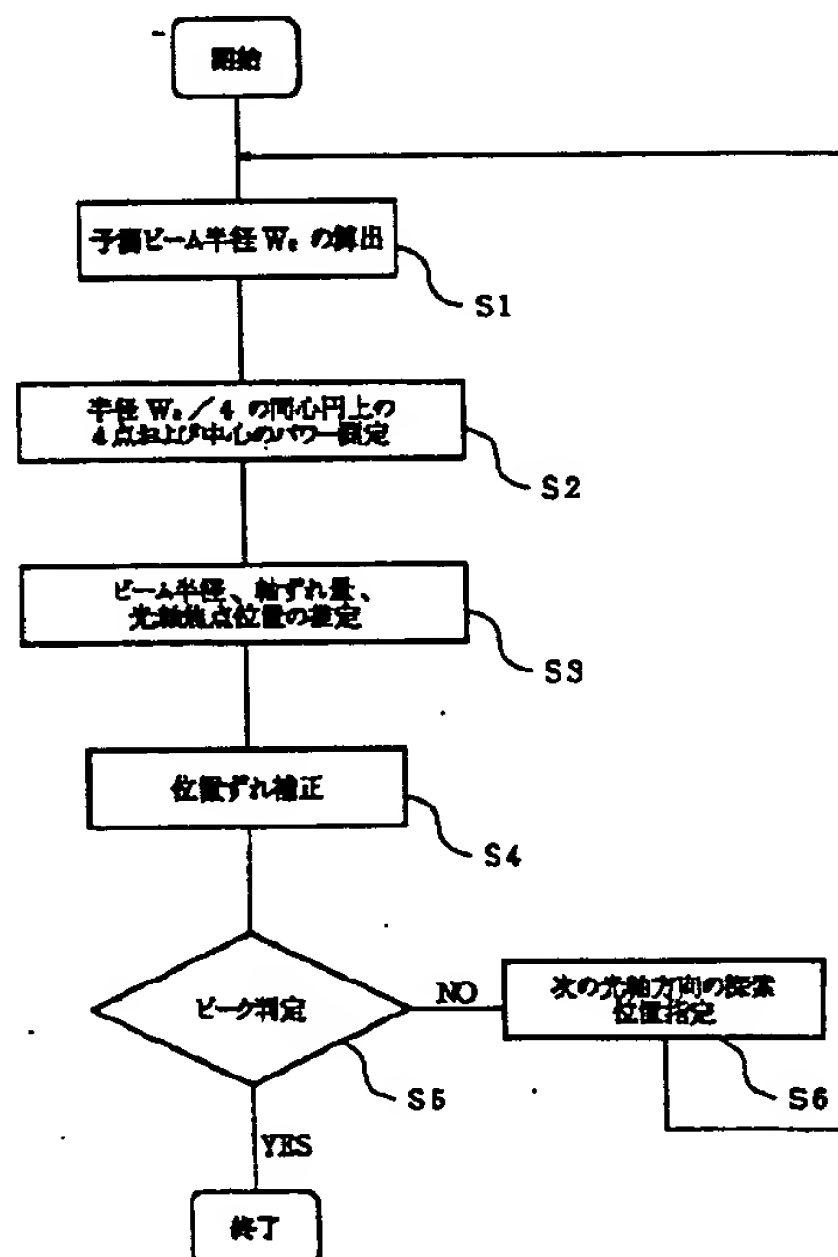 開始
予測ビーム半径 We の算出
S1
半径 We/4 の同心円上の
4点および中心のパワー測定
S2
ビーム半径、軸ずれ量、
光軸焦点位置の推定
S3
位置ずれ補正
S4
ピーク判定
NO
次の光軸方向の探索
位置指定
S5
S6
YES
終了